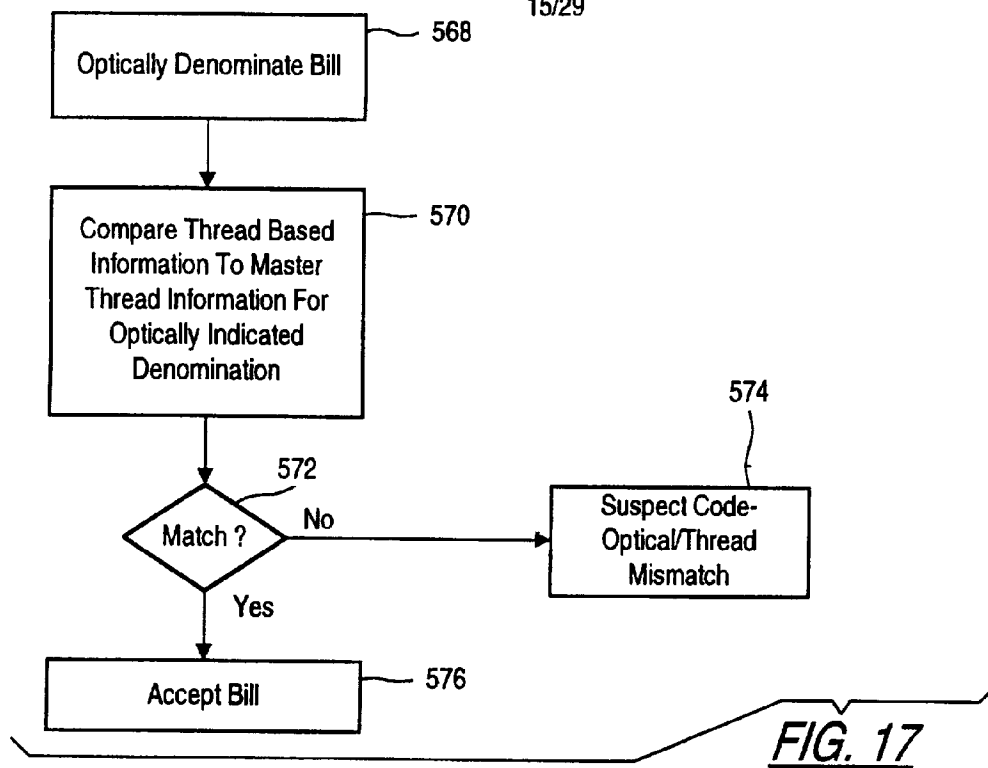 15/29
568
Optically Denominate Bill
570
Compare Thread Based
Information To Master
Thread Information For
Optically Indicated
Denomination
574
572
Match ?
No
Suspect Code-
Optical/Thread
Mismatch
Yes
Accept Bill
576
FIG. 17